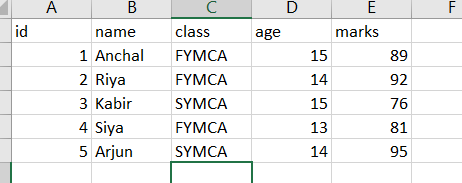 A B C D E F
id name class age marks
1 Anchal FYMCA 15 89
2 Riya FYMCA 14 92
3 Kabir SYMCA 15 76
4 Siya FYMCA 13 81
5 Arjun SYMCA 14 95